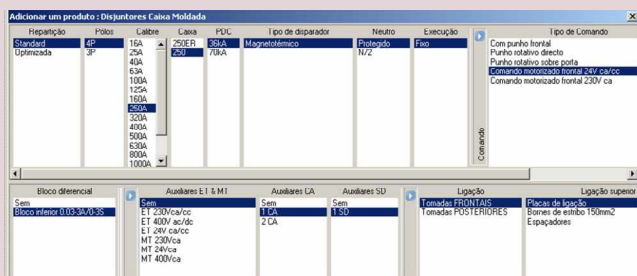 Adicionar um produto : Disjuntores Caixa Moldada
Repartição Pólos Calibre Caixa PDC Tipo de disparador Neutro Execução Tipo de Comando
Standard 4P 16A 250ER 36kA Magnetotérmico Protegido Fixo Com punho frontal
Optimizada 3P 25A 250 70kA N/2 Punho rotativo directo
40A Punho rotativo sobre porta
63A Comando motorizado frontal 24V ca/cc
100A Comando motorizado frontal 230V ca
125A
160A
250A
320A
400A
500A
630A
800A
1000A
Comando
Bloco diferencial Auxiliares ET & MT Auxiliares CA Auxiliares SD Ligação Ligação superior
Sem Sem Sem Sem Tomadas FRONTAIS Placas de ligação
Bloco inferior 0.03-3A/0-3S ET 230Vca/cc 1 CA 1 SD Tomadas POSTERIORES Bornes de estribo 150mm2
ET 400V ac/dc 2 CA Espaçadores
ET 24V ca/cc
MT 230Vca
MT 24Vca
MT 400Vca